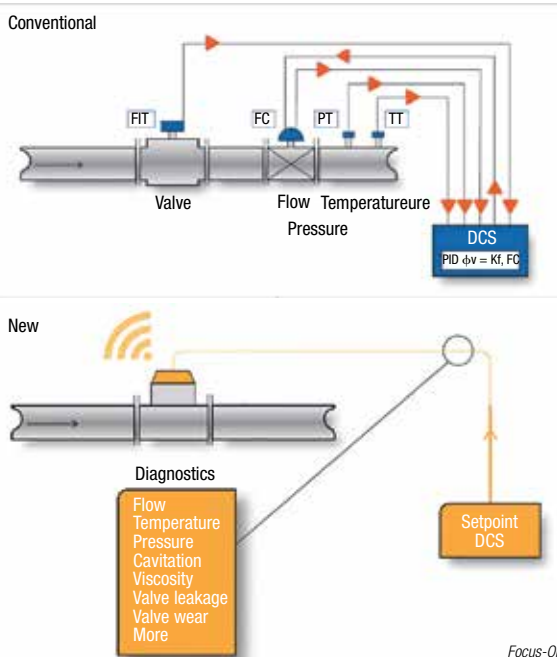 Conventional
FIT
FC
PT
TT
Valve
Flow
Temperatureure
Pressure
DCS
PID ϕv = Kf, FC
New
Diagnostics
Flow
Temperature
Pressure
Cavitation
Viscosity
Valve leakage
Valve wear
More
Setpoint
DCS